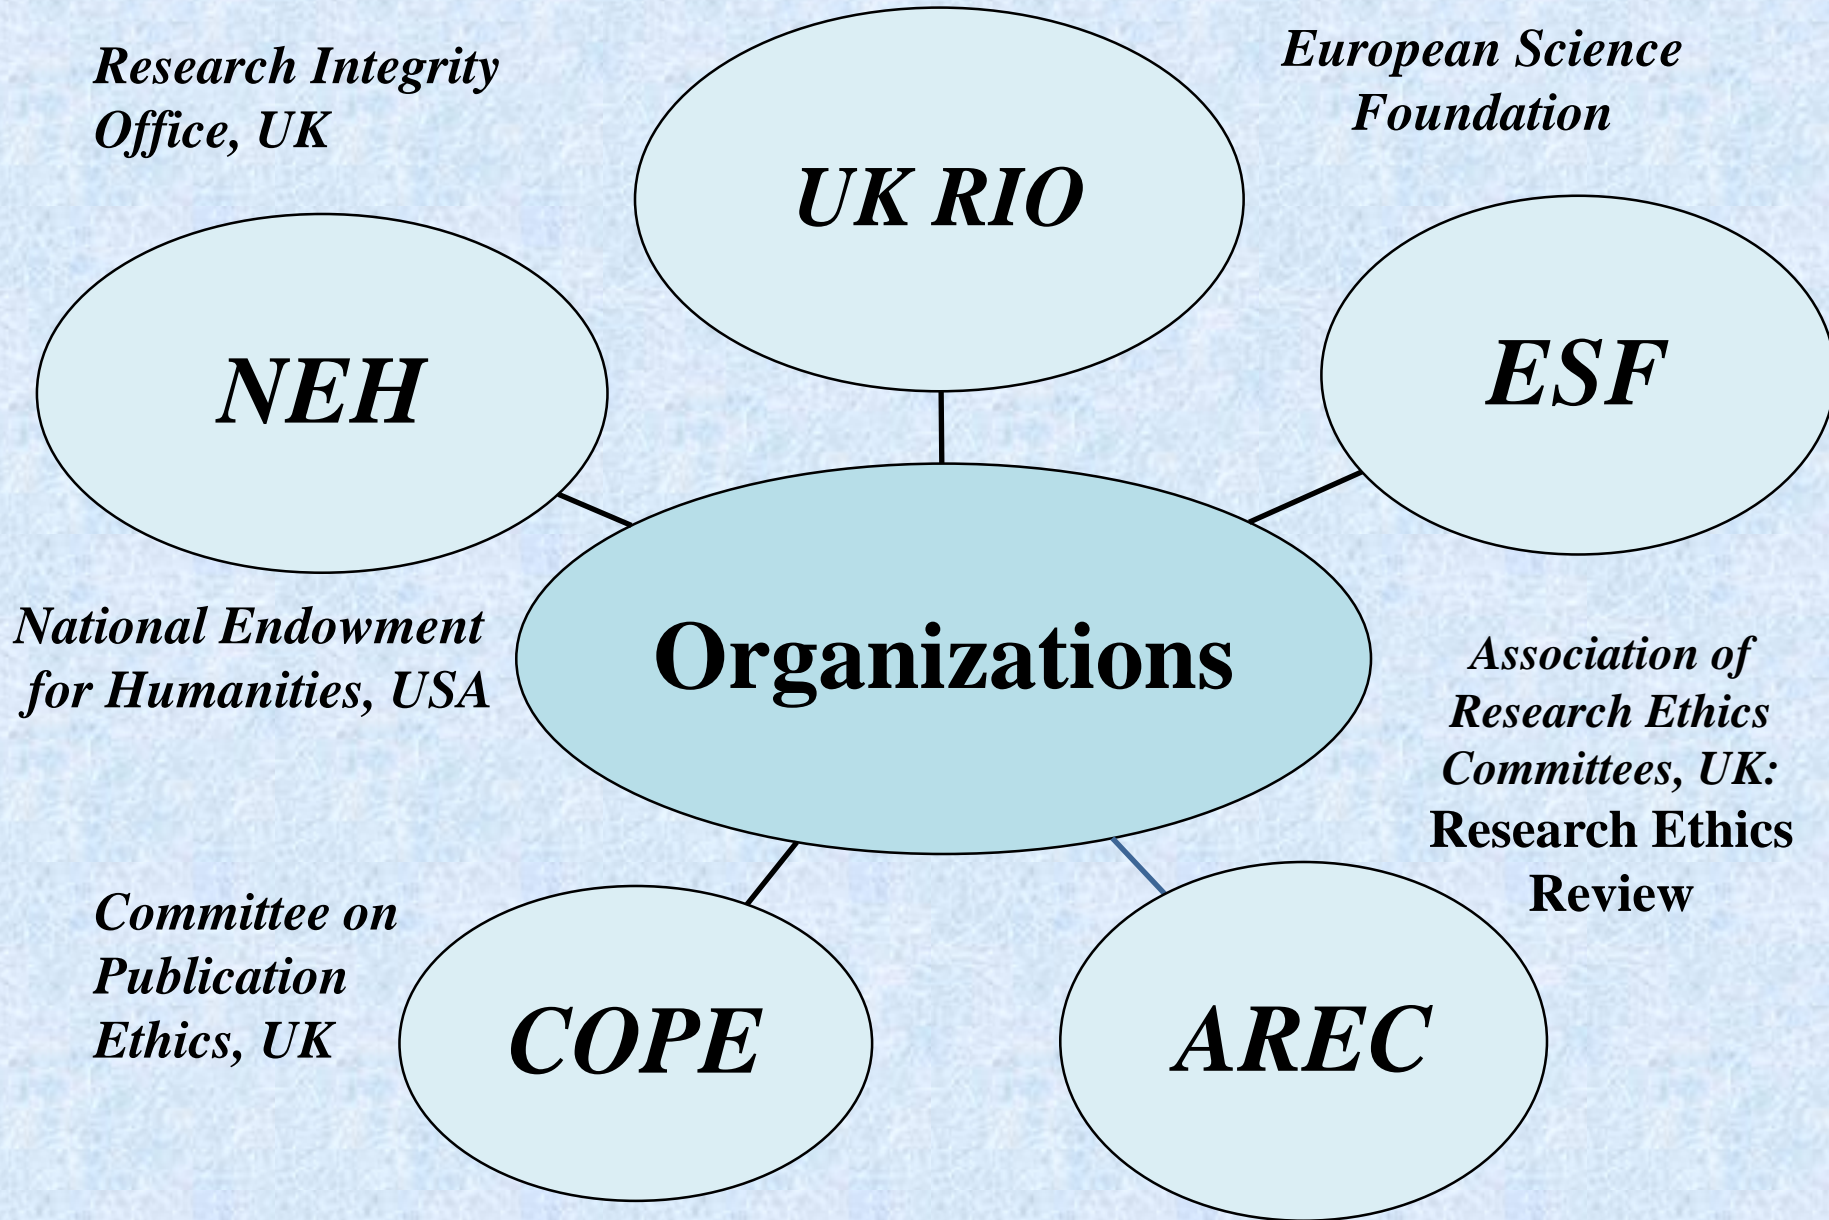 Research Integrity
Office, UK
UK RIO
European Science
Foundation
NEH
ESF
National Endowment
for Humanities, USA
Organizations
Association of
Research Ethics
Committees, UK:
Research Ethics
Review
Committee on
Publication
Ethics, UK
COPE
AREC